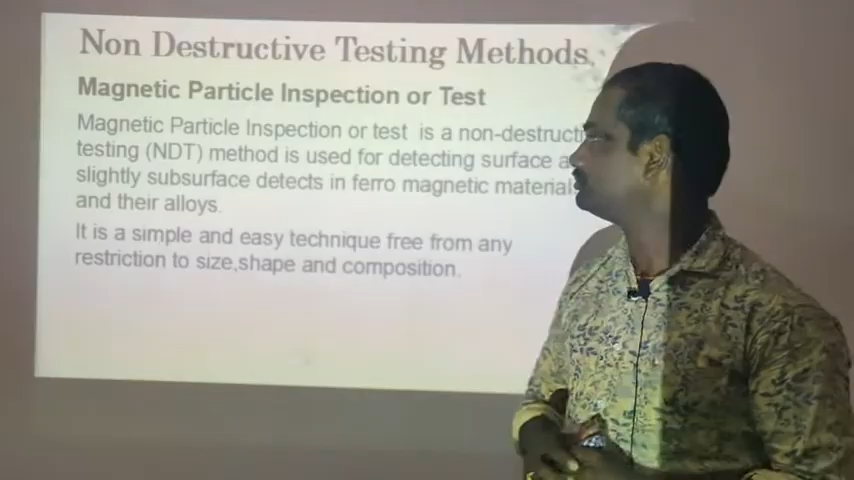 Non Destructive Testing Methods
Magnetic Particle Inspection or Test
Magnetic Particle Inspection or test is a non-destructi
testing (NDT) method is used for detecting surface a
slightly subsurface detects in ferro magnetic material
and their alloys.
It is a simple and easy technique free from any
restriction to size,shape and composition.